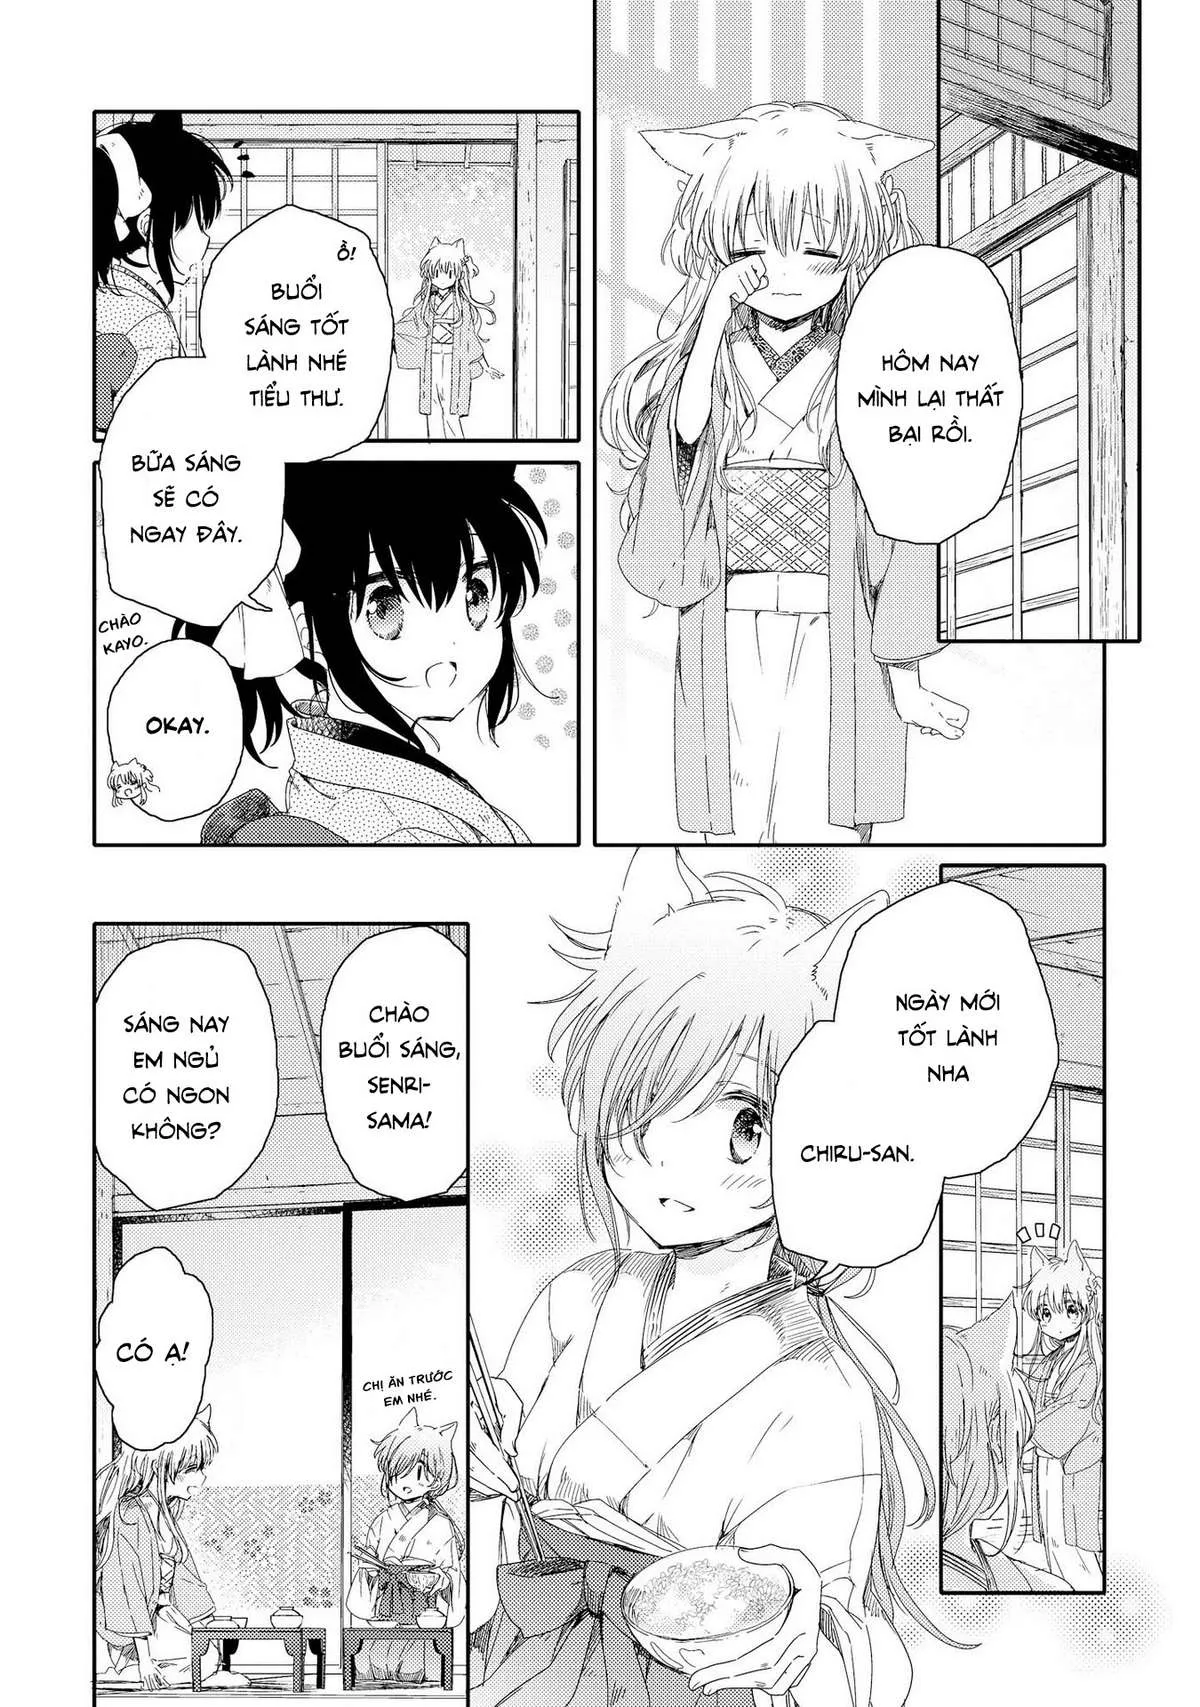 HÔM NAY
MÌNH LẠI THẤT
BẠI RỒI.
Ồ!
BUỔI
SÁNG TỐT
LÀNH NHÉ
TIỂU THƯ.
BỮA SÁNG
SẼ CÓ
NGAY ĐÂY.
CHÀO
KAYO.
OKAY.
NGÀY MỚI
TỐT LÀNH
NHA
CHIRU-SAN.
CHÀO
BUỔI SÁNG,
SENRI-
SAMA!
SÁNG NAY
EM NGỦ
CÓ NGON
KHÔNG?
CHỊ ĂN TRƯỚC
EM NHÉ.
CÓ Ạ!